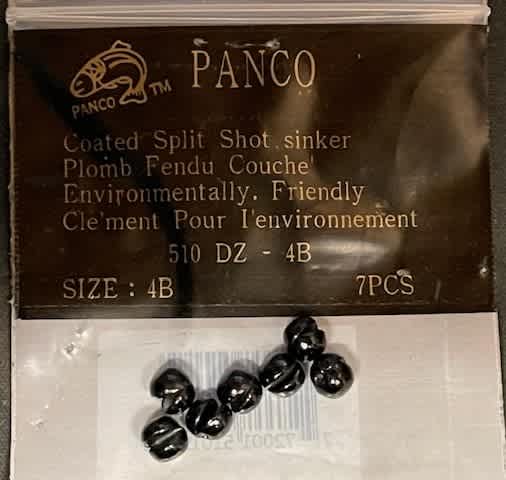 PANCO TM
PANCO
Coated Split Shot sinker
Plomb Fendu Couche'
Environmentally. Friendly
Cle'ment Pour I'environnement
510 DZ - 4B
SIZE : 4B
7PCS